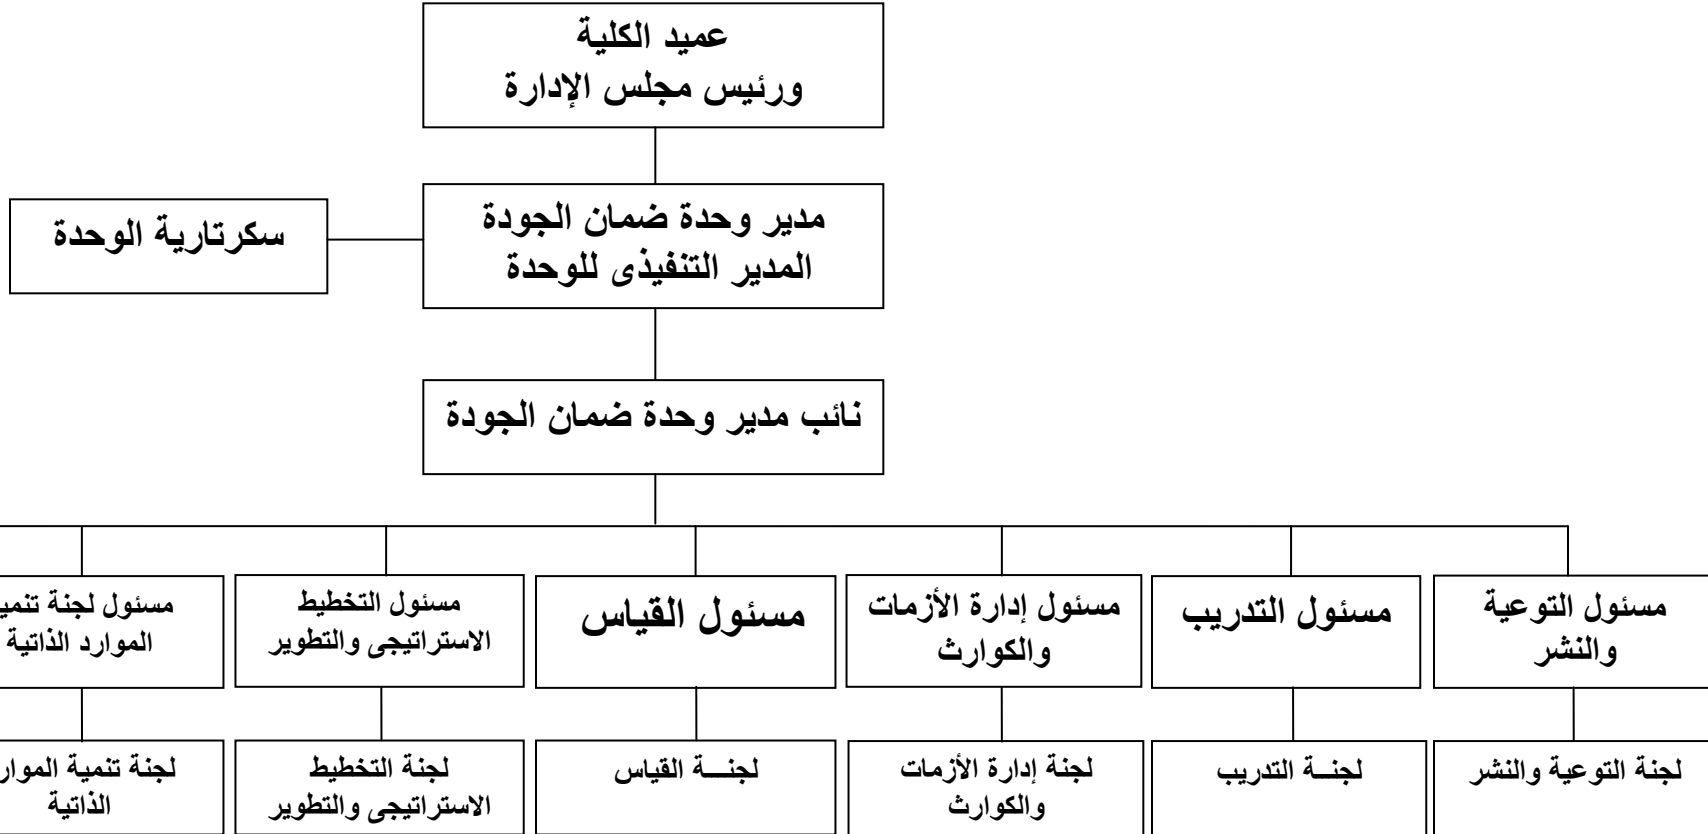 عميد الكلية
ورئيس مجلس الإدارة
مدير وحدة ضمان الجودة
المدير التنفيذى للوحدة
سكرتارية الوحدة
نائب مدير وحدة ضمان الجودة
مسئول التوعية
والنشر
مسئول التدريب
مسئول إدارة الأزمات
والكوارث
مسئول القياس
مسئول التخطيط
الاستراتيجى والتطوير
مسئول لجنة
الموارد الذاتية
لجنة التوعية والنشر
لجنــة التدريب
لجنة إدارة الأزمات
والكوارث
لجنـــة القياس
لجنة التخطيط
الاستراتيجى والتطوير
لجنة تنمية
الذاتية